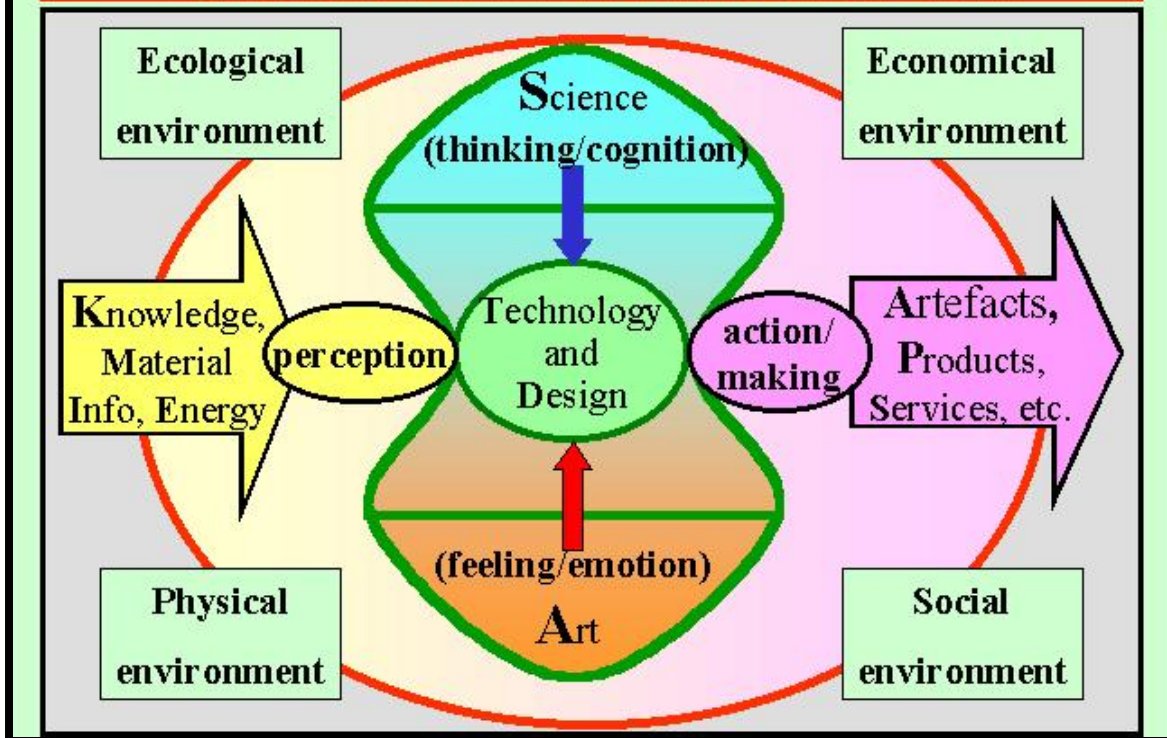 Ecological
environment
Economical
environment
Science
(thinking/cognition)
Knowledge,
Material
Info, Energy
perception
Technology
and
Design
action/
making
Artefacts,
Products,
Services, etc.
(feeling/emotion)
Art
Physical
environment
Social
environment